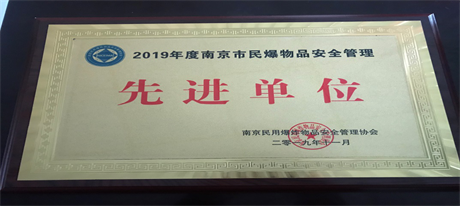 2019年度南京市民爆物品安全管理
先进单位
南京民用爆炸物品安全管理协会
二零一九年十一月